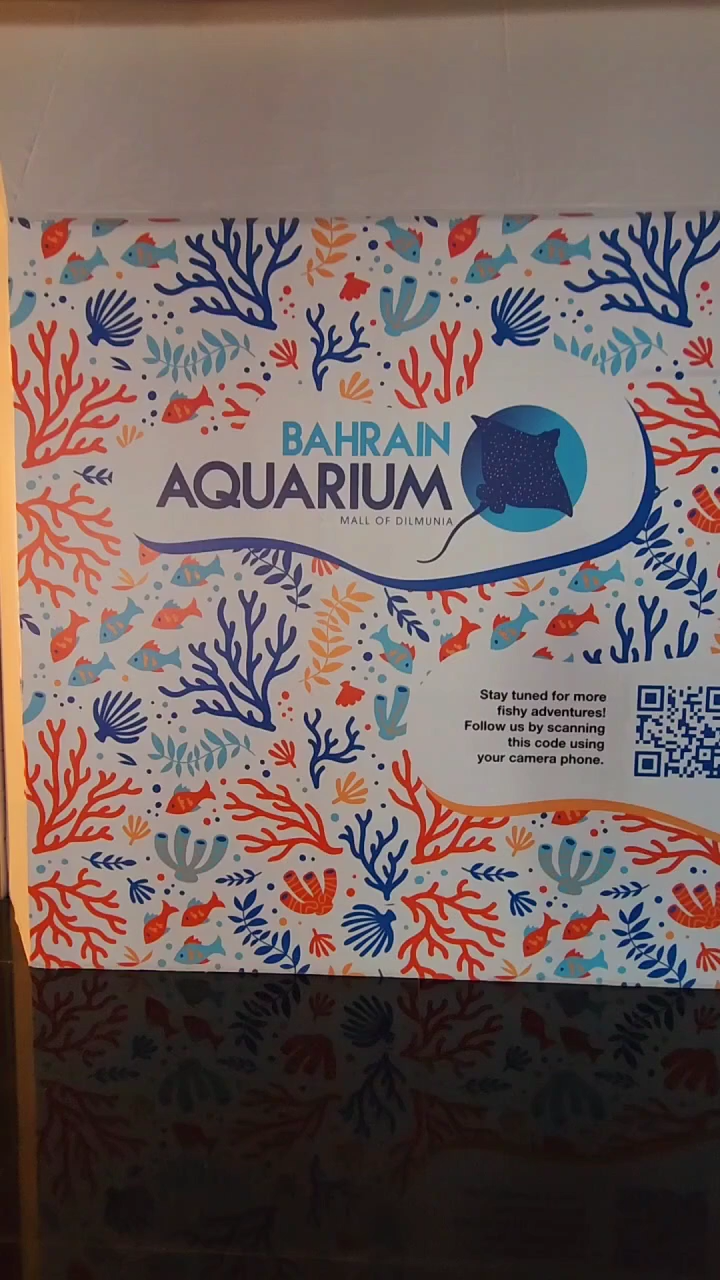 BAHRAIN
AQUARIUM
MALL OF DILMUNIA
Stay tuned for more
fishy adventures!
Follow us by scanning
this code using
your camera phone.